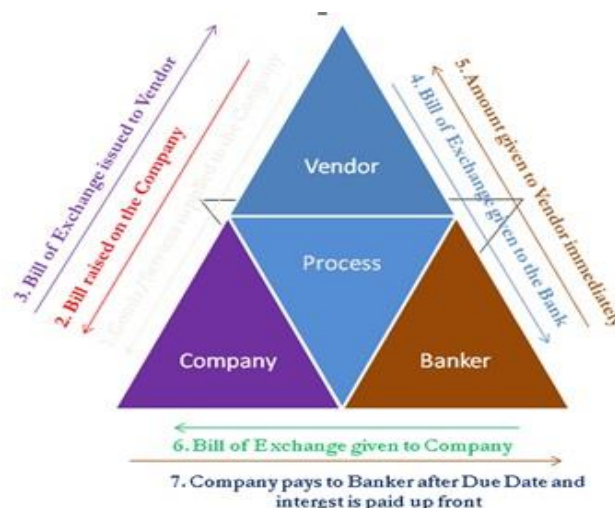 3. Bill of Exchange issued to Vendor
2. Bill raised on the Company
4. Bill of Exchange given to the Bank
5. Amount given to Vendor immediately
Vendor
Process
Company
Banker
6. Bill of Exchange given to Company
7. Company pays to Banker after Due Date and
interest is paid up front